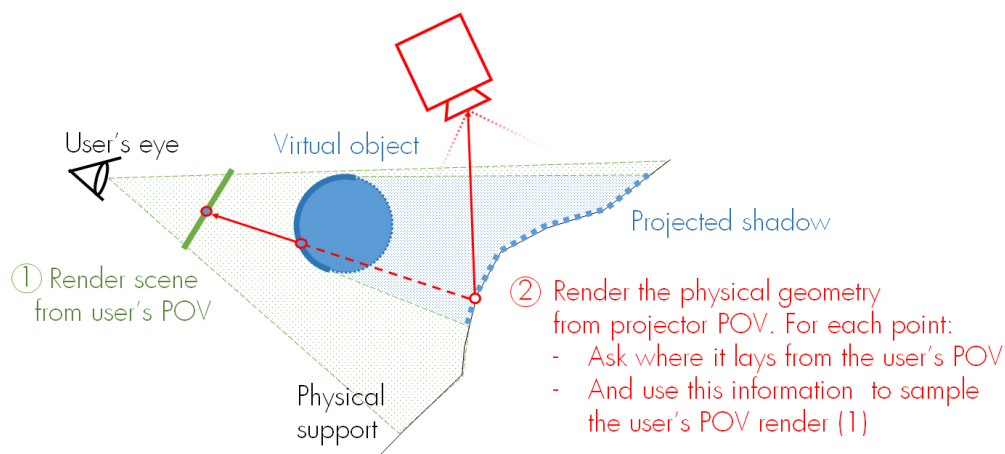 User's eye
Virtual object
Projected shadow
1 Render scene
from user's POV
2 Render the physical geometry
from projector POV. For each point:
- Ask where it lays from the user's POV
- And use this information to sample
the user's POV render (1)
Physical
support